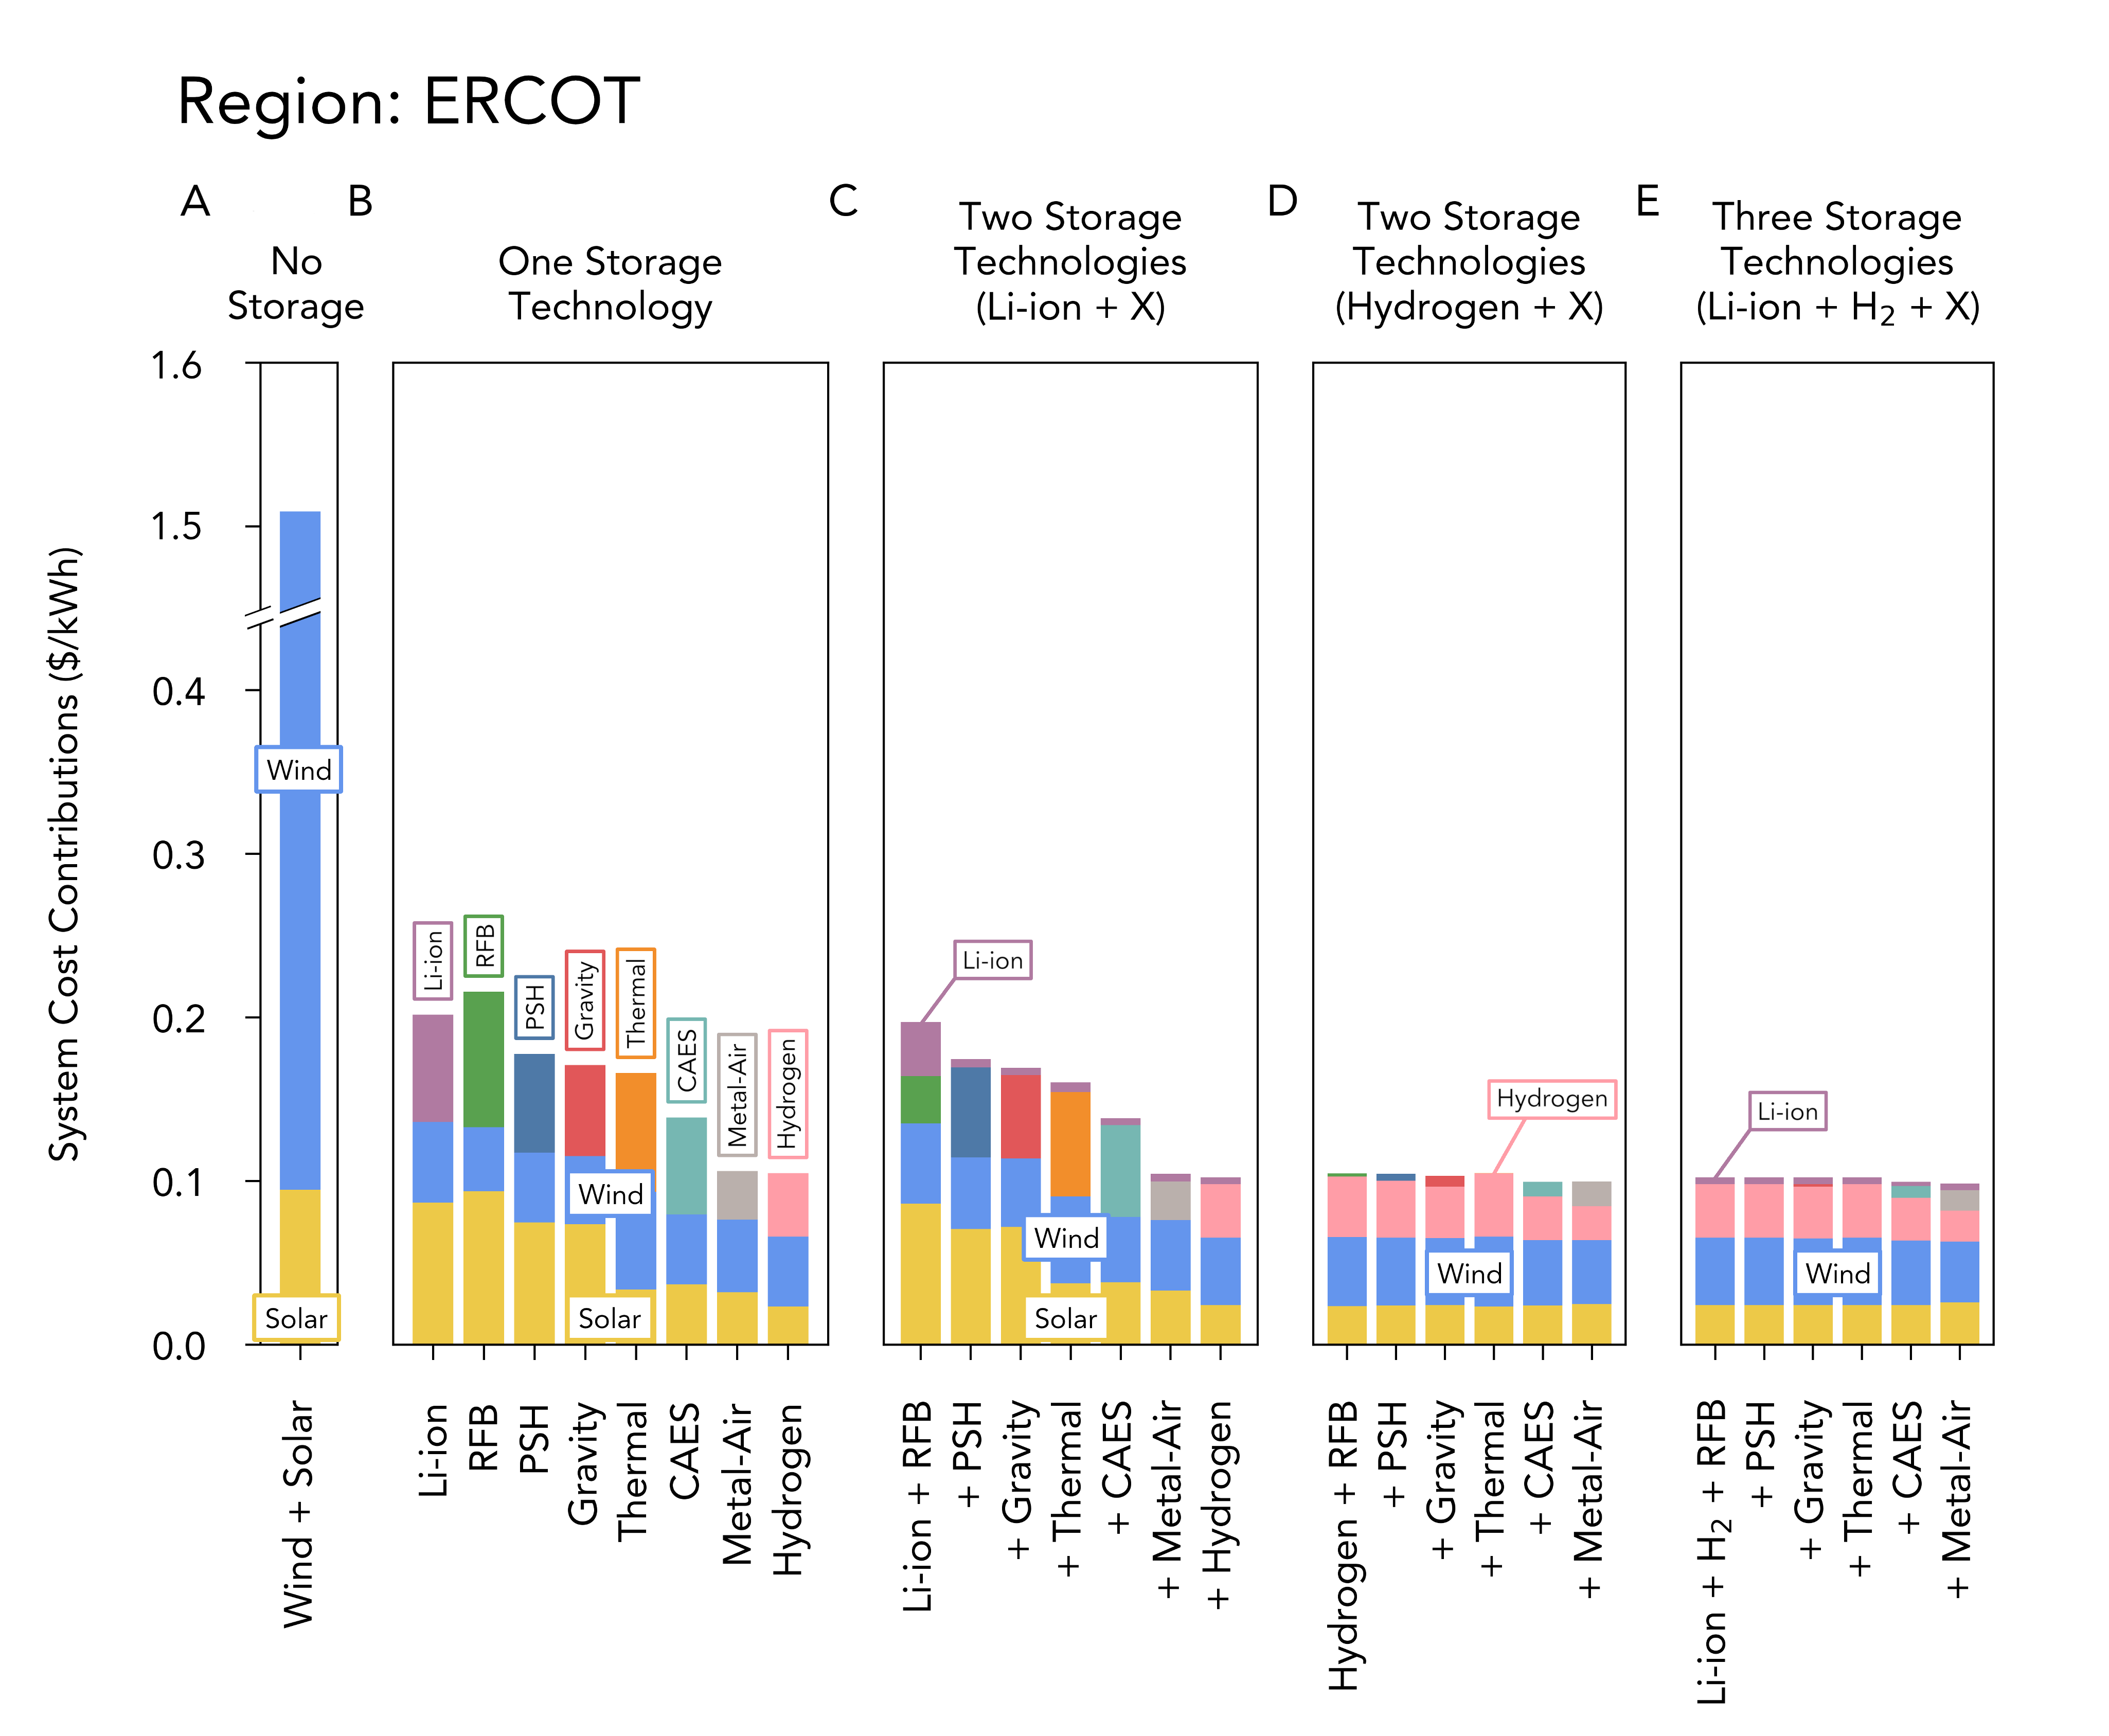 Region: ERCOT
A
No
Storage
B
One Storage
Technology
C
Two Storage
Technologies
(Li-ion + X)
D
Two Storage
Technologies
(Hydrogen + X)
E
Three Storage
Technologies
(Li-ion + H₂ + X)
System Cost Contributions ($/kWh)
1.6
1.5
0.4
0.3
0.2
0.1
0.0
Wind
Solar
Li-ion
RFB
PSH
Gravity
Thermal
CAES
Metal-Air
Hydrogen
Wind
Solar
Li-ion
Wind
Solar
Hydrogen
Wind
Li-ion
Wind
Wind + Solar
Li-ion
RFB
PSH
Gravity
Thermal
CAES
Metal-Air
Hydrogen
Li-ion + RFB
+ PSH
+ Gravity
+ Thermal
+ CAES
+ Metal-Air
+ Hydrogen
Hydrogen + RFB
+ PSH
+ Gravity
+ Thermal
+ CAES
+ Metal-Air
Li-ion + H₂ + RFB
+ PSH
+ Gravity
+ Thermal
+ CAES
+ Metal-Air